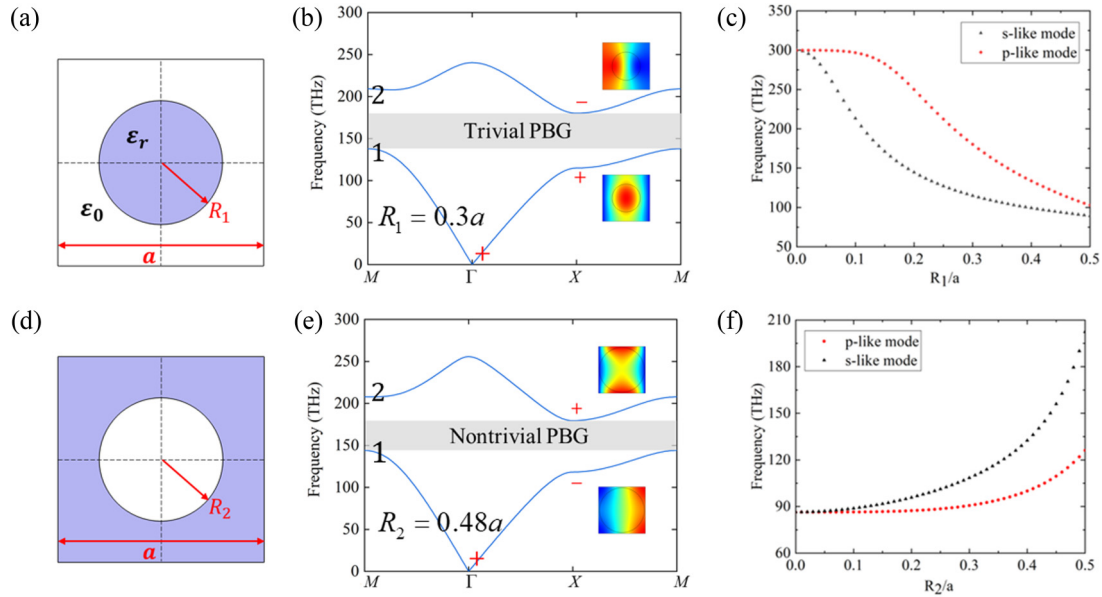 (a)
εr
ε0
R1
a
(b)
Frequency (THz)
300
250
200
150
100
50
0
2
1
−
Trivial PBG
+
R1 = 0.3a
+
M Γ X M
(c)
Frequency (THz)
350
300
250
200
150
100
50
s-like mode
p-like mode
0.0 0.1 0.2 0.3 0.4 0.5
R1/a
(d)
R2
a
(e)
Frequency (THz)
300
250
200
150
100
50
0
2
1
+
Nontrivial PBG
−
R2 = 0.48a
+
M Γ X M
(f)
Frequency (THz)
210
180
150
120
90
60
p-like mode
s-like mode
0.0 0.1 0.2 0.3 0.4 0.5
R2/a